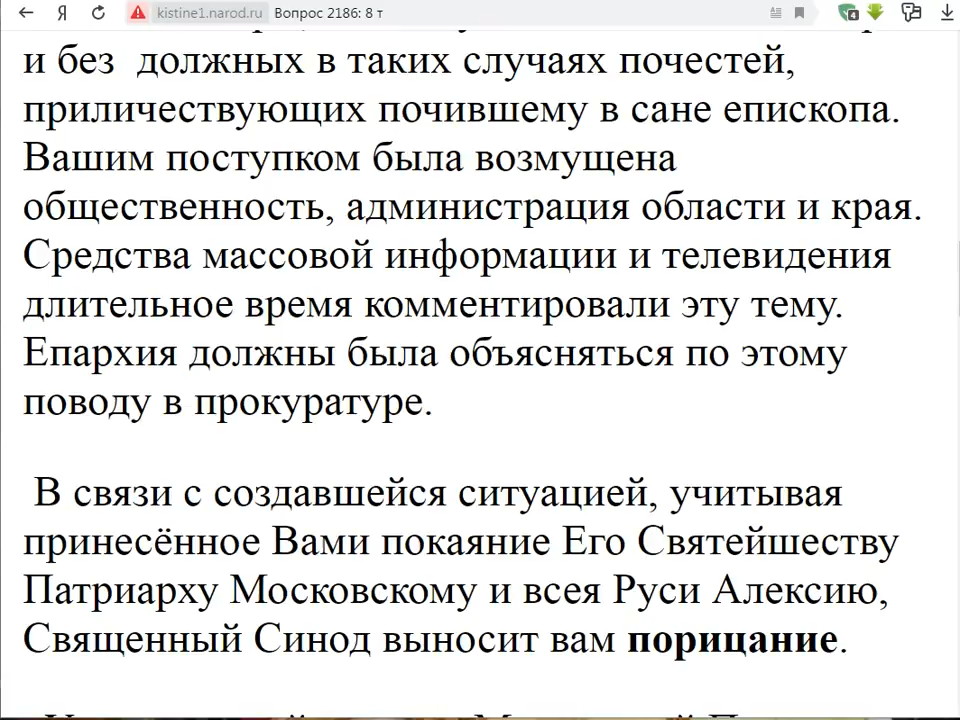 Я kistine1.narod.ru Вопрос 2186: 8 т 4
и без должных в таких случаях почестей,
приличествующих почившему в сане епископа.
Вашим поступком была возмущена
общественность, администрация области и края.
Средства массовой информации и телевидения
длительное время комментировали эту тему.
Епархия должны была объясняться по этому
поводу в прокуратуре.
В связи с создавшейся ситуацией, учитывая
принесённое Вами покаяние Его Святейшеству
Патриарху Московскому и всея Руси Алексию,
Священный Синод выносит вам порицание.